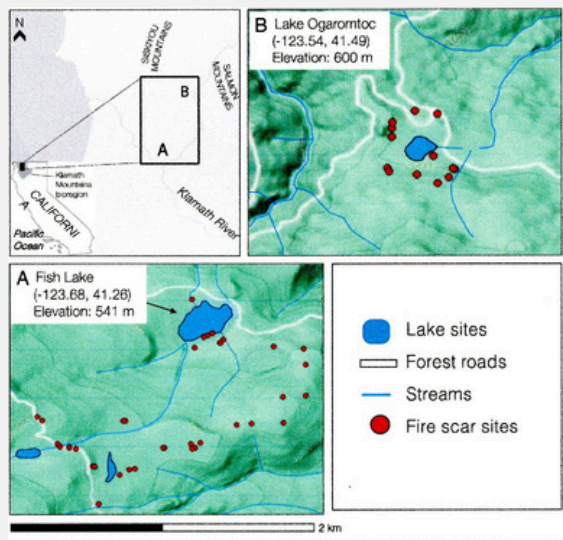 N
SISKIYOU
MOUNTAINS
SALMON
MOUNTAINS
B
A
Klamath
Mountains
bioregion
CALIFORNI
A
Pacific
Ocean
Klamath River
B Lake Ogaromtoc
(-123.54, 41.49)
Elevation: 600 m
A Fish Lake
(-123.68, 41.26)
Elevation: 541 m
Lake sites
Forest roads
Streams
Fire scar sites
2 km